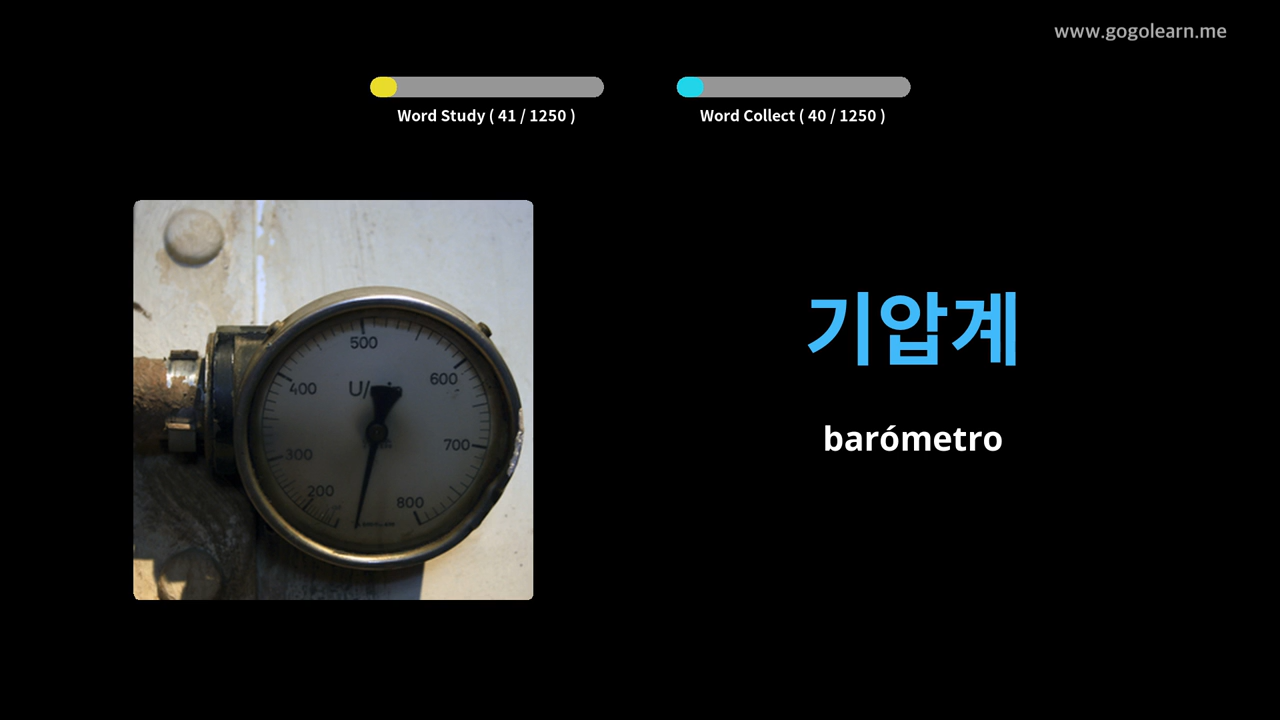 www.gogolearn.me
Word Study ( 41 / 1250 )
Word Collect ( 40 / 1250 )
500
400
600
300
700
200
800
기압계
barómetro